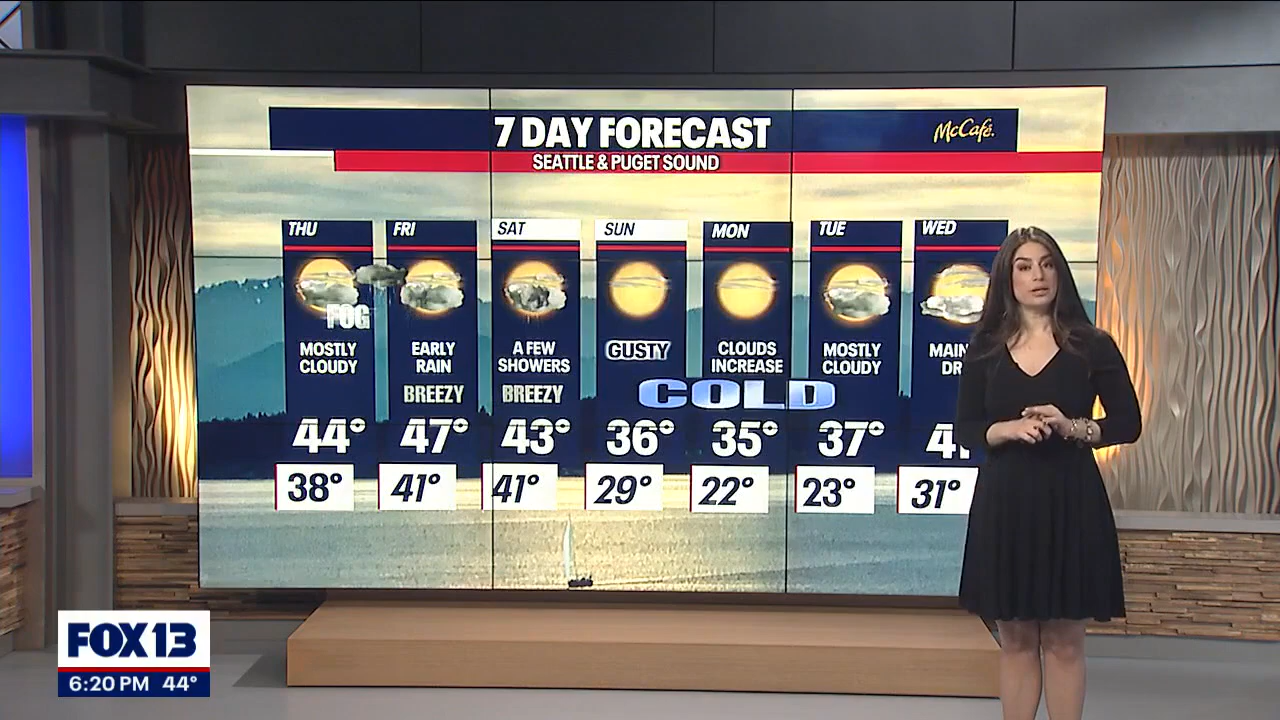 7 DAY FORECAST
McCafé.
SEATTLE & PUGET SOUND
THU
FRI
SAT
SUN
MON
TUE
WED
FOG
MOSTLY
CLOUDY
EARLY
RAIN
A FEW
SHOWERS
GUSTY
CLOUDS
INCREASE
MOSTLY
CLOUDY
BREEZY
BREEZY
COLD
44°
47°
43°
36°
35°
37°
38°
41°
41°
29°
22°
23°
31°
FOX 13
6:20 PM 44°